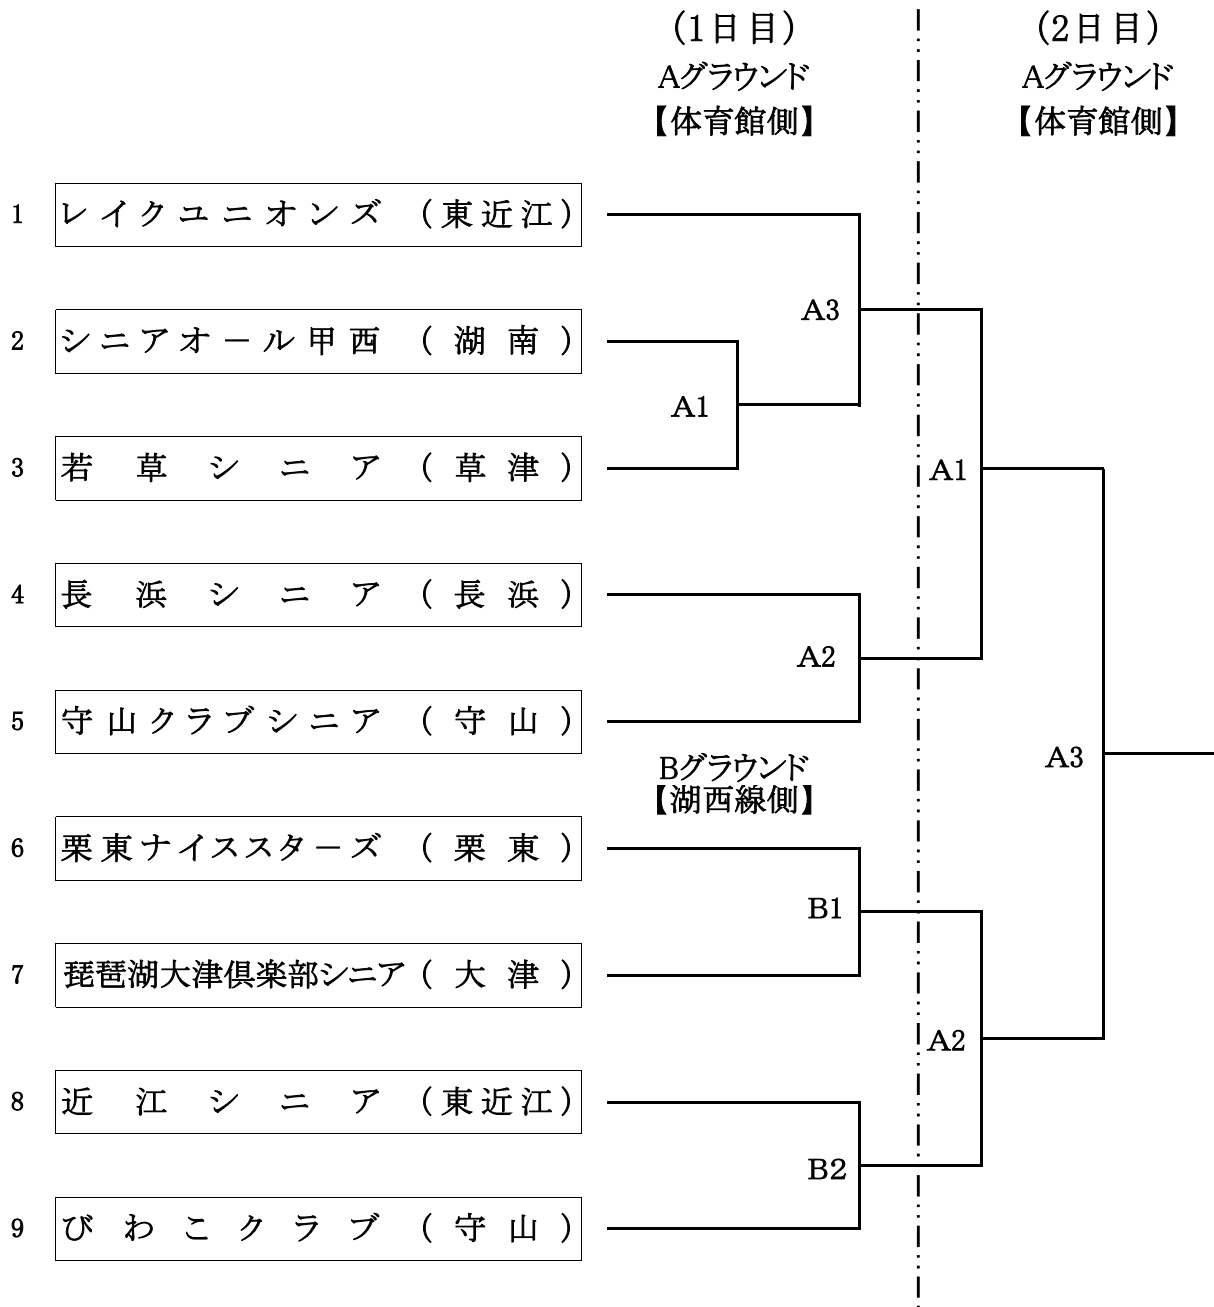 (1日目)
Aグラウンド
【体育館側】
(2日目)
Aグラウンド
【体育館側】
1 レイクユニオンズ (東近江)
2 シニアオール甲西 (湖南)
A3
A1
3 若草シニア (草津)
A1
4 長浜シニア (長浜)
A2
5 守山クラブシニア (守山)
A3
Bグラウンド
【湖西線側】
6 栗東ナイススターズ (栗東)
B1
7 琵琶湖大津倶楽部シニア (大津)
A2
8 近江シニア (東近江)
B2
9 びわこクラブ (守山)